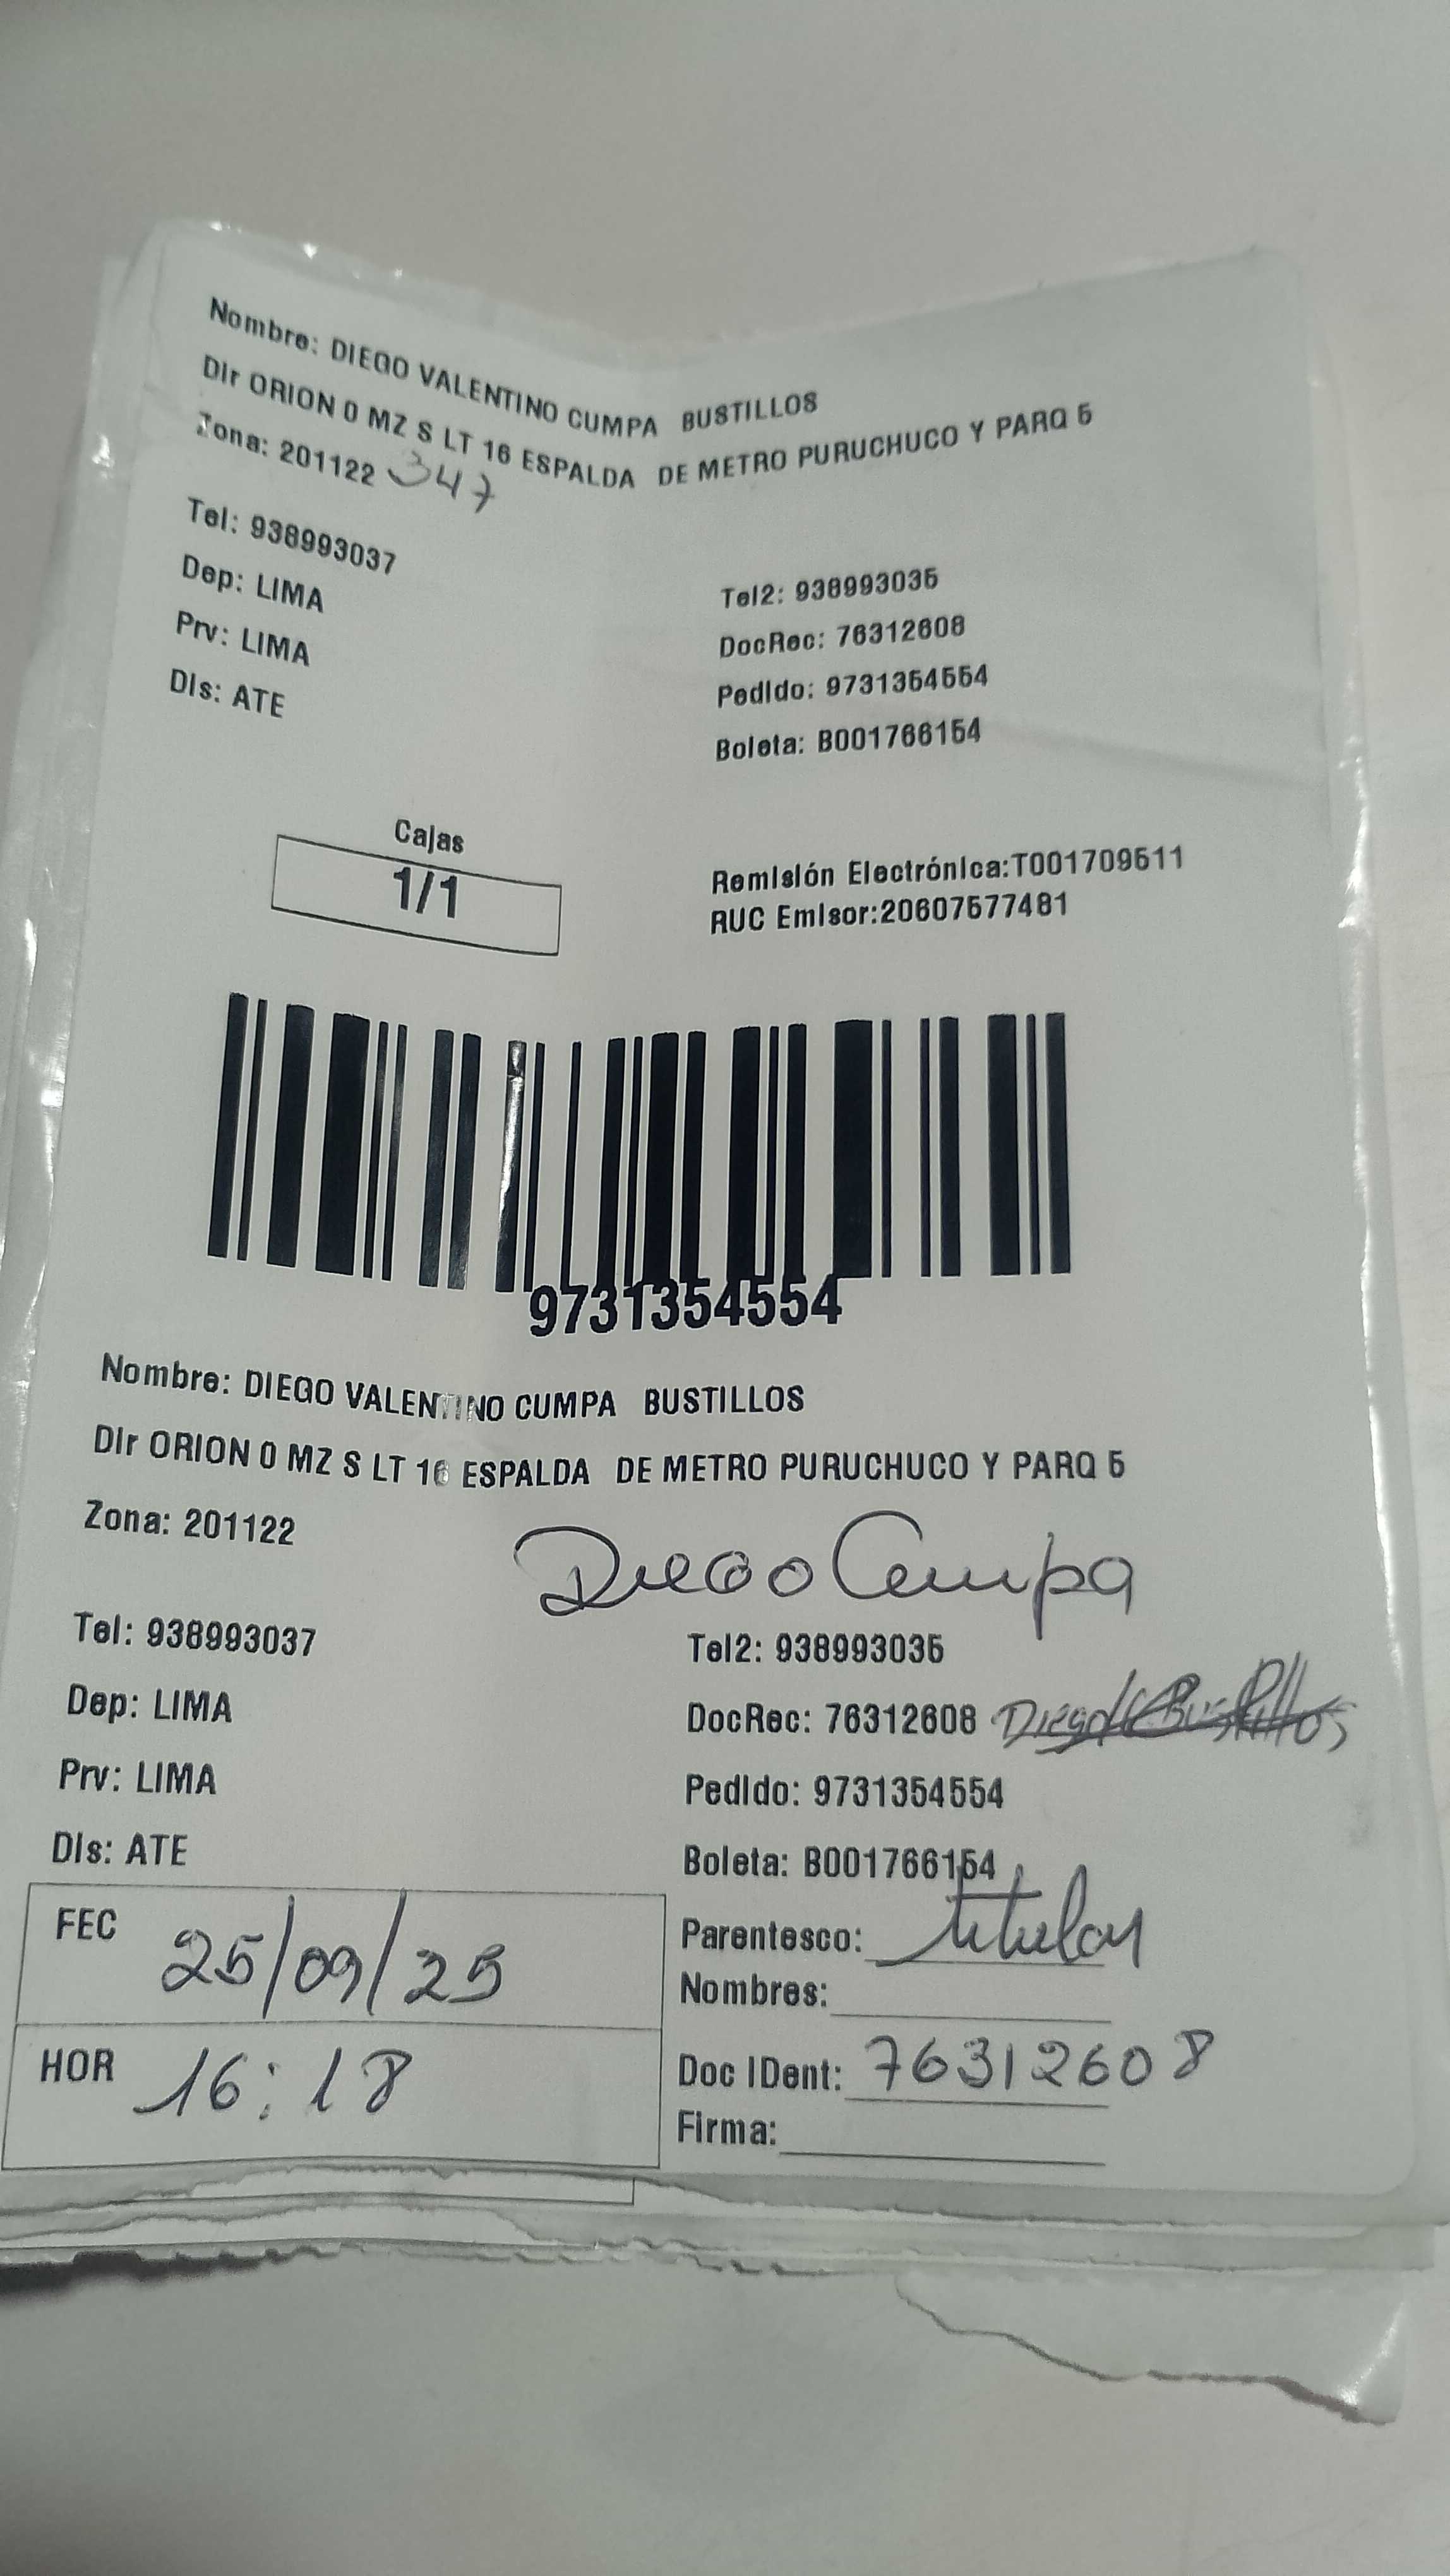 Nombre: DIEGO VALENTINO CUMPA BUSTILLOS
Dir ORION 0 MZ S LT 16 ESPALDA DE METRO PURUCHUCO Y PARQ 5
Zona: 201122 347
Tel: 938993037
Tel2: 938993035
Dep: LIMA
DocRec: 76312608
Prv: LIMA
Pedido: 9731354554
Dis: ATE
Boleta: B001766154
Cajas
1/1
Remisión Electrónica:T001709511
RUC Emisor:20607577481
9731354554
Nombre: DIEGO VALENTINO CUMPA BUSTILLOS
Dir ORION 0 MZ S LT 16 ESPALDA DE METRO PURUCHUCO Y PARQ 5
Zona: 201122
Diego Cumpa
Tel: 938993037
Tel2: 938993035
Dep: LIMA
DocRec: 76312608 Diego Bustillos
Prv: LIMA
Pedido: 9731354554
Dis: ATE
Boleta: B001766154
FEC 25/09/25
Parentesco: titular
Nombres:
HOR 16:18
Doc IDent: 76312608
Firma: